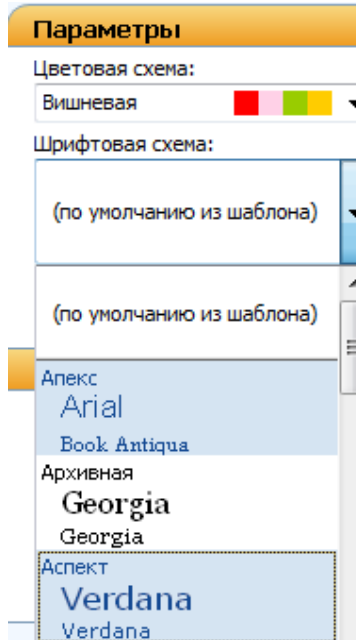 Параметры
Цветовая схема:
Вишневая
Шрифтовая схема:
(по умолчанию из шаблона)
(по умолчанию из шаблона)
Апекс
Arial
Book Antiqua
Архивная
Georgia
Georgia
Аспект
Verdana
Verdana